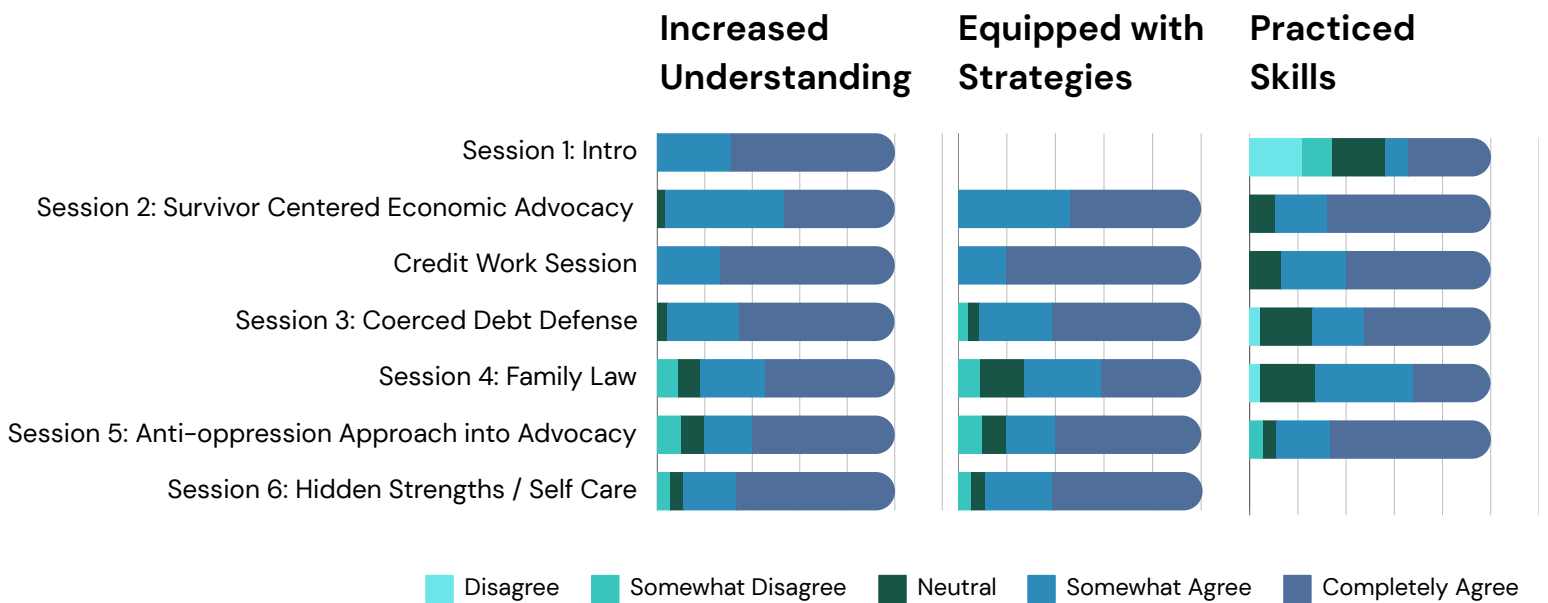 Increased
Understanding
Equipped with
Strategies
Practiced
Skills
Session 1: Intro
Session 2: Survivor Centered Economic Advocacy
Credit Work Session
Session 3: Coerced Debt Defense
Session 4: Family Law
Session 5: Anti-oppression Approach into Advocacy
Session 6: Hidden Strengths / Self Care
Disagree
Somewhat Disagree
Neutral
Somewhat Agree
Completely Agree